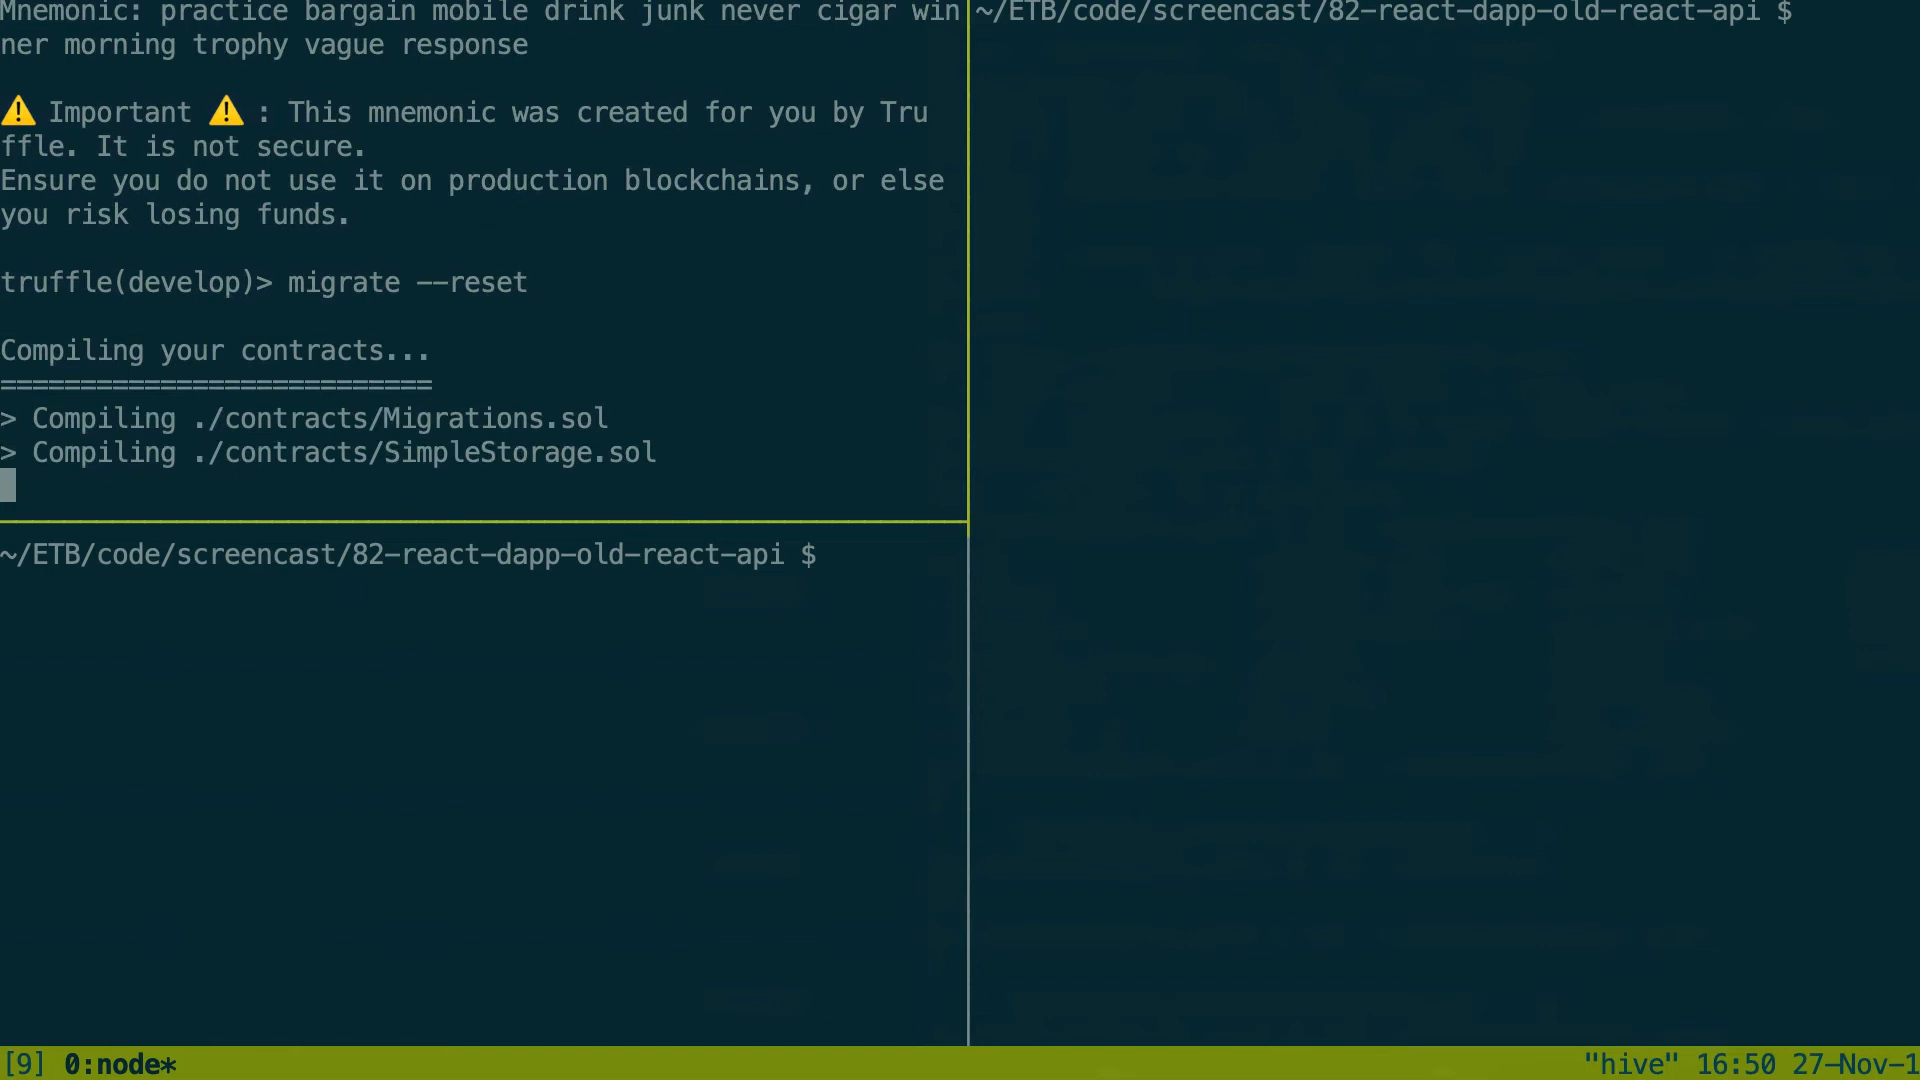 Mnemonic: practice bargain mobile drink junk never cigar win
ner morning trophy vague response
⚠️ Important ⚠️ : This mnemonic was created for you by Tru
ffle. It is not secure.
Ensure you do not use it on production blockchains, or else
you risk losing funds.
truffle(develop)> migrate --reset
Compiling your contracts...
===========================
> Compiling ./contracts/Migrations.sol
> Compiling ./contracts/SimpleStorage.sol
~/ETB/code/screencast/82-react-dapp-old-react-api $
~/ETB/code/screencast/82-react-dapp-old-react-api $
[9] 0:node*
"hive" 16:50 27-Nov-1